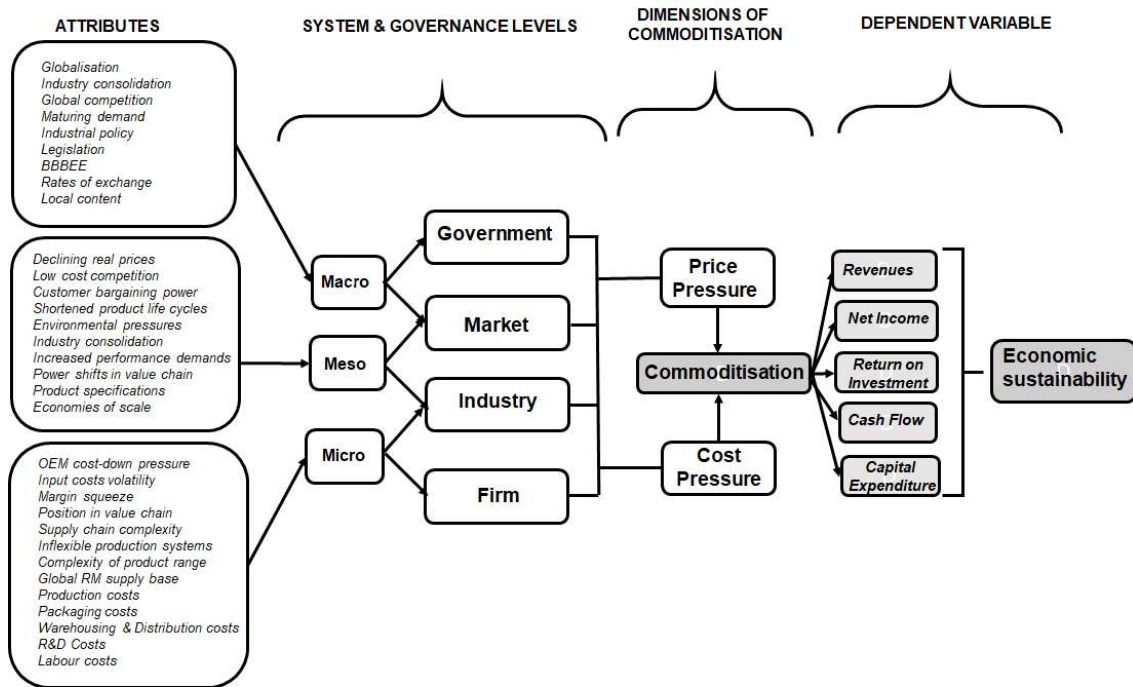 ATTRIBUTES
SYSTEM & GOVERNANCE LEVELS
DIMENSIONS OF
COMMODITISATION
DEPENDENT VARIABLE
Globalisation
Industry consolidation
Global competition
Maturing demand
Industrial policy
Legislation
BBBEE
Rates of exchange
Local content
Declining real prices
Low cost competition
Customer bargaining power
Shortened product life cycles
Environmental pressures
Industry consolidation
Increased performance demands
Power shifts in value chain
Product specifications
Economies of scale
OEM cost-down pressure
Input costs volatility
Margin squeeze
Position in value chain
Supply chain complexity
Inflexible production systems
Complexity of product range
Global RM supply base
Production costs
Packaging costs
Warehousing & Distribution costs
R&D Costs
Labour costs
Macro
Meso
Micro
Government
Market
Industry
Firm
Price
Pressure
Commoditisation
Cost
Pressure
Revenues
Net Income
Return on
Investment
Cash Flow
Capital
Expenditure
Economic
sustainability